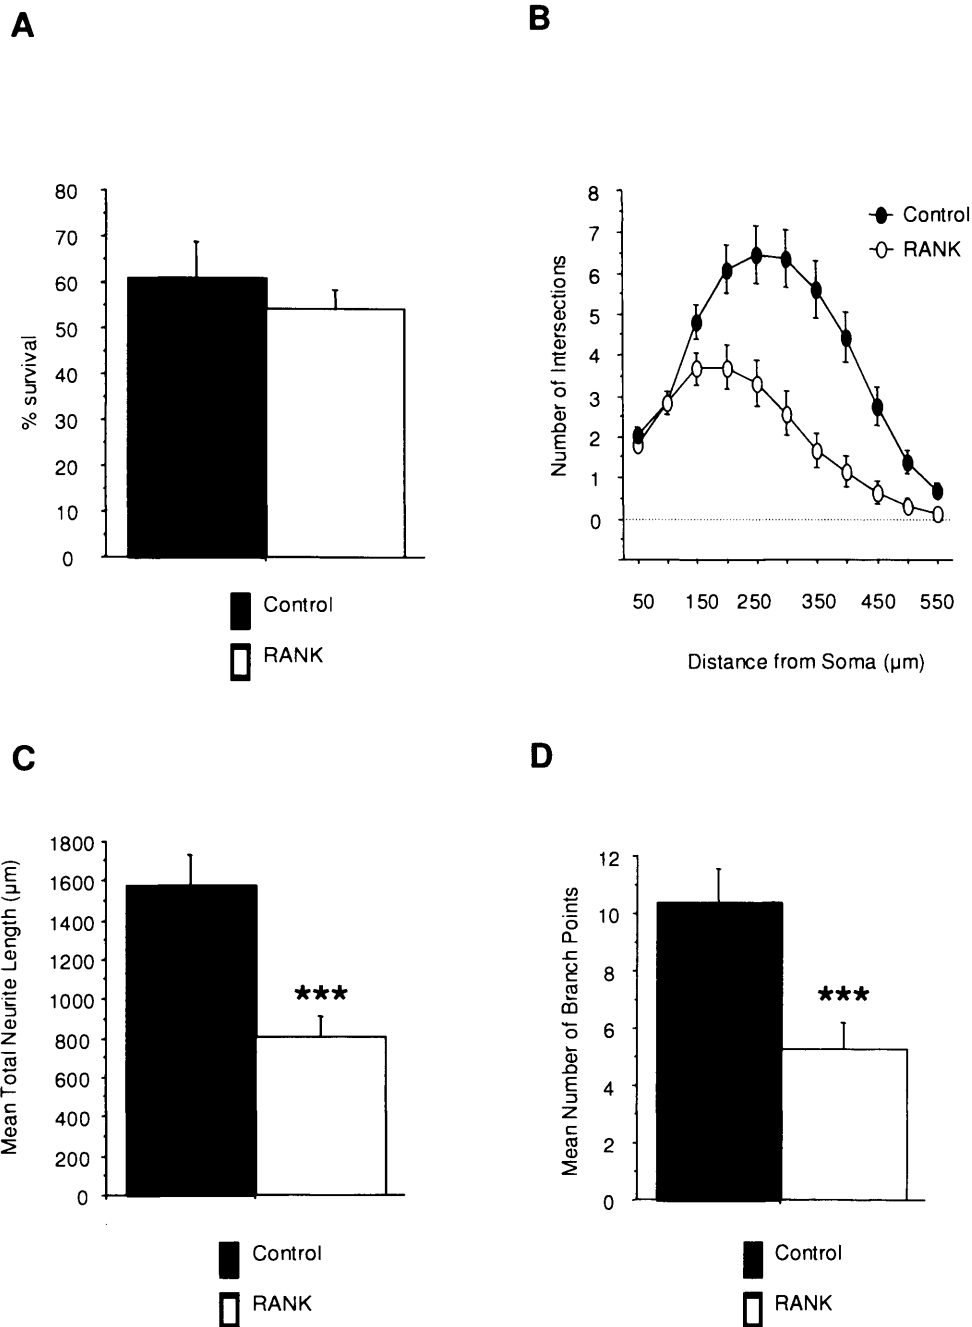 A
80
70
60
50
40
30
20
10
0
% survival
Control
RANK
B
8
7
6
5
4
3
2
1
0
Number of Intersections
Control
RANK
50 150 250 350 450 550
Distance from Soma (µm)
C
1800
1600
1400
1200
1000
800
600
400
200
0
Mean Total Neurite Length (µm)
★★★
Control
RANK
D
12
10
8
6
4
2
0
Mean Number of Branch Points
★★★
Control
RANK